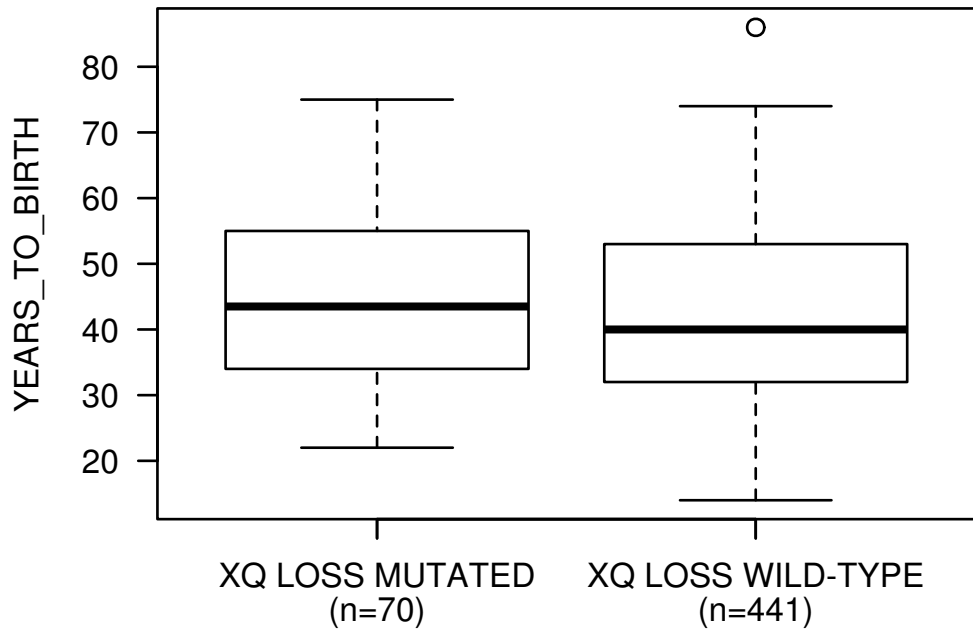 YEARS_TO_BIRTH
80
70
60
50
40
30
20
XQ LOSS MUTATED
(n=70)
XQ LOSS WILD-TYPE
(n=441)